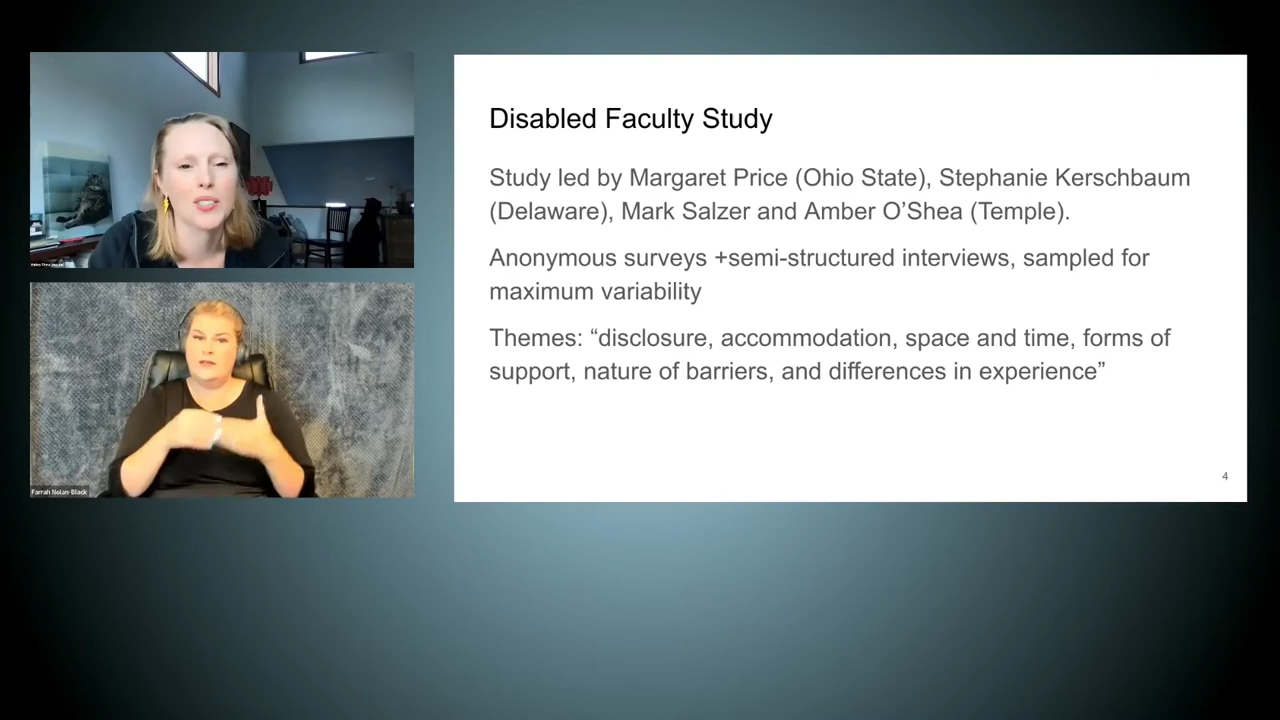 Disabled Faculty Study
Study led by Margaret Price (Ohio State), Stephanie Kerschbaum
(Delaware), Mark Salzer and Amber O’Shea (Temple).
Anonymous surveys +semi-structured interviews, sampled for
maximum variability
Themes: “disclosure, accommodation, space and time, forms of
support, nature of barriers, and differences in experience”
4
Farrah Nolan-Black